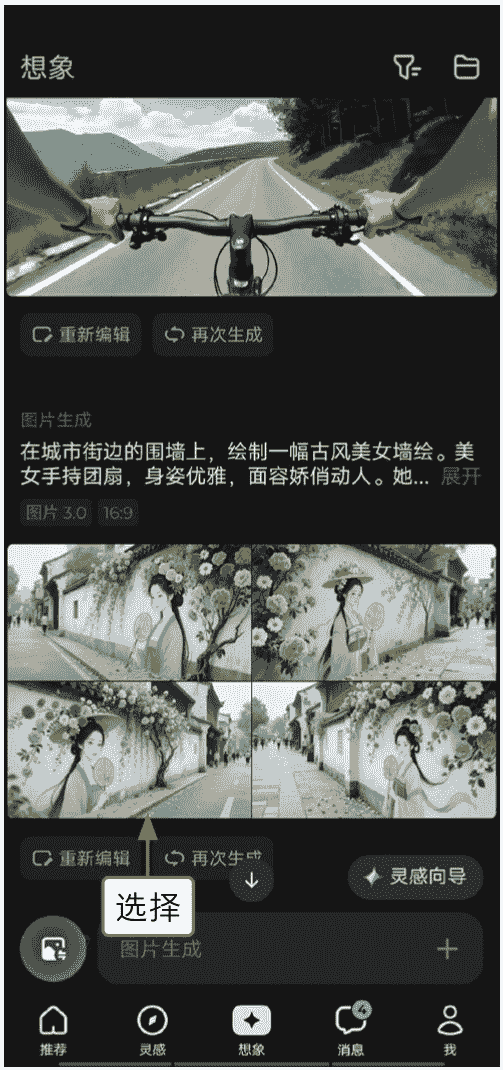 想象
重新编辑
再次生成
图片生成
在城市街边的围墙上，绘制一幅古风美女墙绘。美
女手持团扇，身姿优雅，面容娇俏动人。她... 展开
图片 3.0
16:9
重新编辑
再次生成
灵感向导
选择
图片生成
推荐
灵感
想象
消息
我